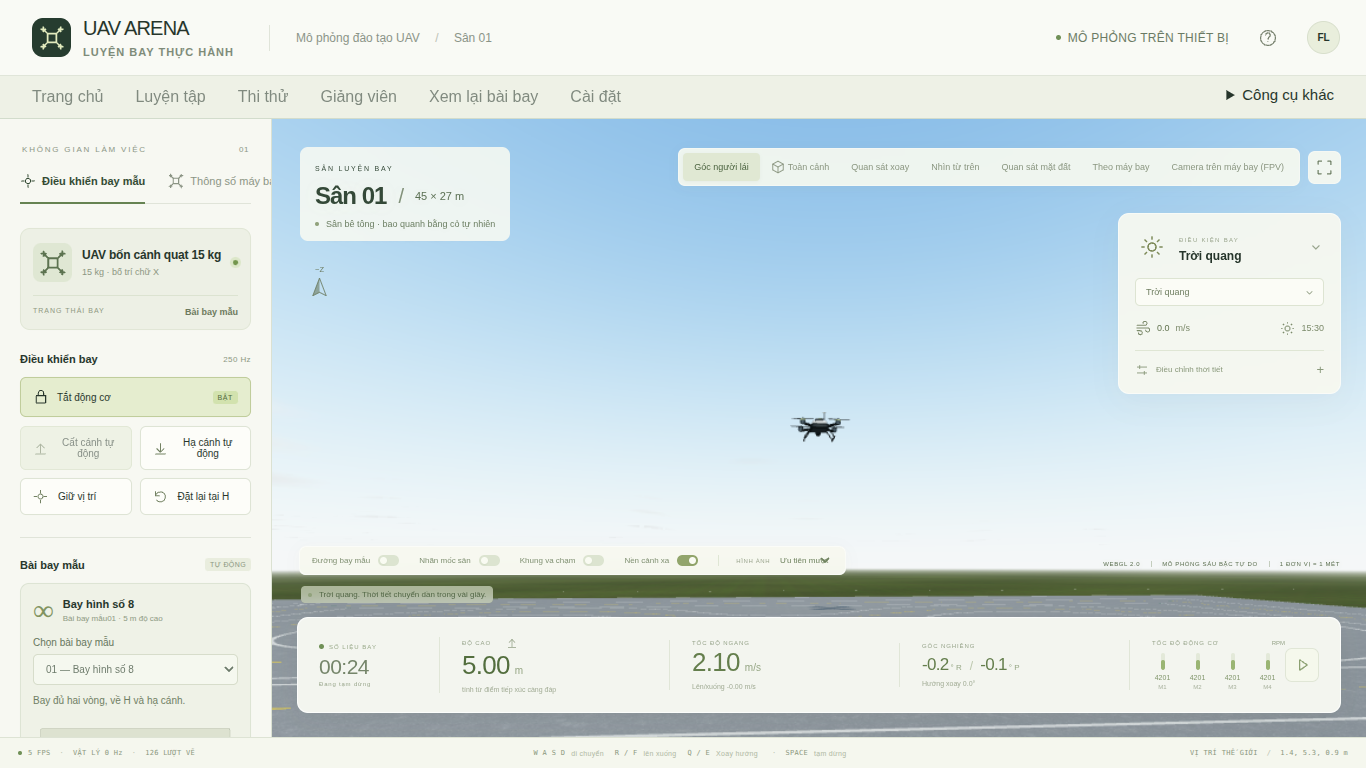 UAV ARENA
LUYỆN BAY THỰC HÀNH
Mô phỏng đào tạo UAV / Sân 01
MÔ PHỎNG TRÊN THIẾT BỊ
FL
Trang chủ
Luyện tập
Thi thử
Giảng viên
Xem lại bài bay
Cài đặt
Công cụ khác
KHÔNG GIAN LÀM VIỆC
01
Điều khiển bay mẫu
Thông số máy
UAV bốn cánh quạt 15 kg
15 kg · bố trí chữ X
TRẠNG THÁI BAY
Bài bay mẫu
Điều khiển bay
250 Hz
Tắt động cơ
BẬT
Cất cánh tự
động
Hạ cánh tự
động
Giữ vị trí
Đặt lại tại H
Bài bay mẫu
TỰ ĐỘNG
Bay hình số 8
Bài bay mẫu01 · 5 m độ cao
Chọn bài bay mẫu
01 — Bay hình số 8
Bay đủ hai vòng, về H và hạ cánh.
SÂN LUYỆN BAY
Sân 01 / 45 × 27 m
Sân bê tông · bao quanh bằng cỏ tự nhiên
−Z
Góc người lái
Toàn cảnh
Quan sát xoay
Nhìn từ trên
Quan sát mặt đất
Theo máy bay
Camera trên máy bay (FPV)
ĐIỀU KIỆN BAY
Trời quang
Trời quang
0.0 m/s
15:30
Điều chỉnh thời tiết
+
Đường bay mẫu
Nhãn mốc sân
Khung va chạm
Nền cảnh xa
HÌNH ẢNH
Ưu tiên
WEBGL 2.0
MÔ PHỎNG SÁU BẬC TỰ DO
1 ĐƠN VỊ = 1 MÉT
Trời quang. Thời tiết chuyển dần trong vài giây.
SỐ LIỆU BAY
00:24
Đang tạm dừng
ĐỘ CAO
5.00 m
tính từ điểm tiếp xúc càng đáp
TỐC ĐỘ NGANG
2.10 m/s
Lên/xuống -0.00 m/s
GÓC NGHIÊNG
-0.2 ° R / -0.1 ° P
Hướng xoay 0.0°
TỐC ĐỘ ĐỘNG CƠ
RPM
4201 4201 4201 4201
M1 M2 M3 M4
5 FPS · VẬT LÝ 0 Hz · 126 LƯỢT VẼ
W A S D di chuyển R / F lên xuống Q / E Xoay hướng · SPACE tạm dừng
VỊ TRÍ THẾ GIỚI / 1.4, 5.3, 0.9 m